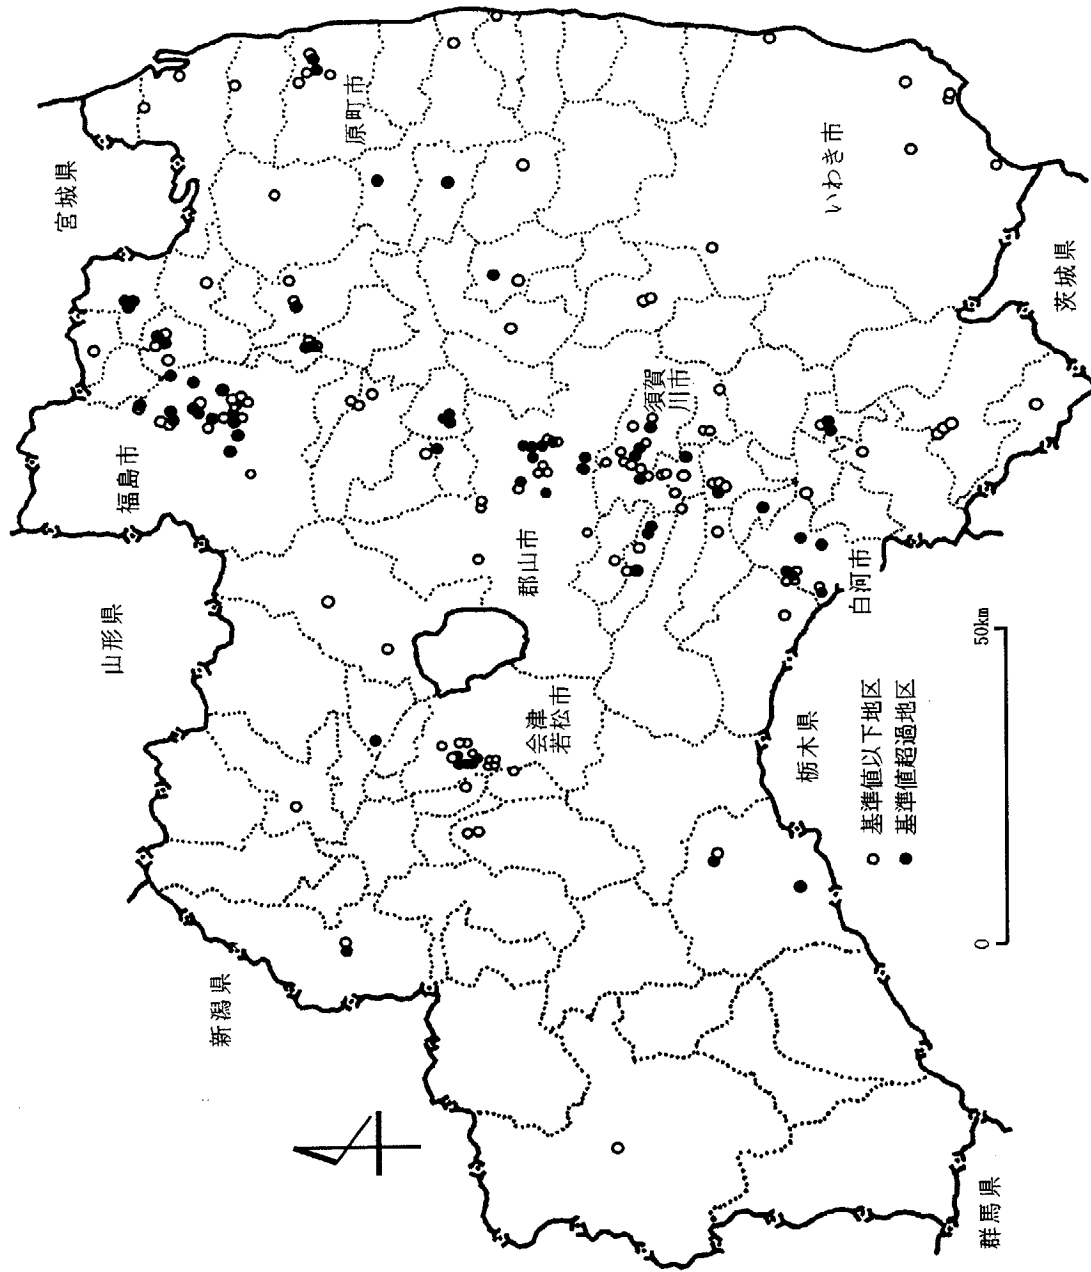 宮城県
福島市
原町市
山形県
新潟県
会津
若松市
郡山市
須賀
川市
いわき市
白河市
茨城県
栃木県
群馬県
○ 基準値以下地区
● 基準値超過地区
0 50km